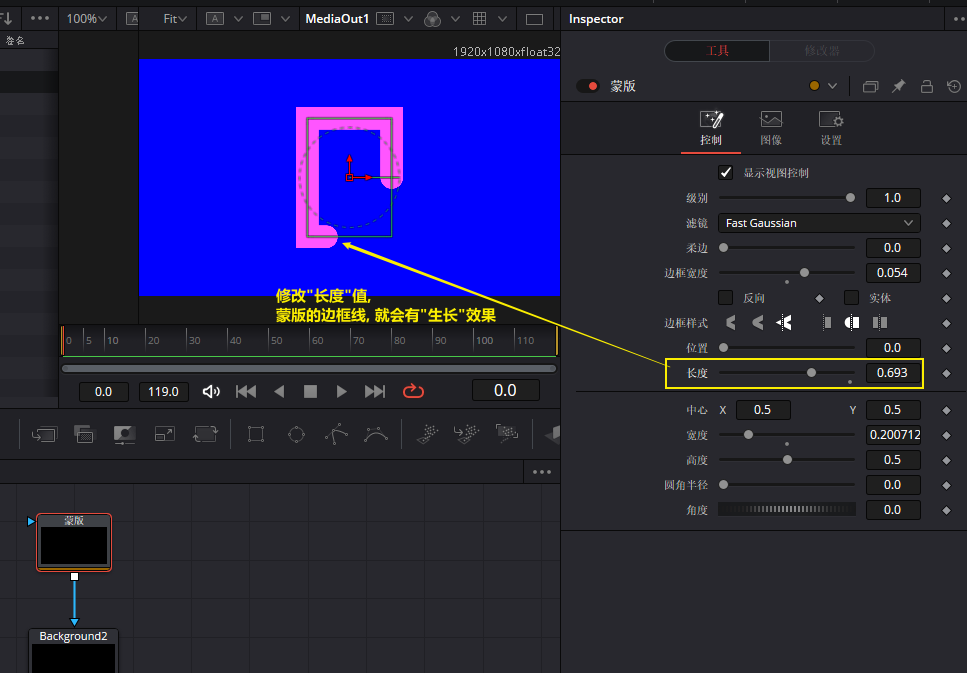 100%
Fit
MediaOut1
Inspector
1920x1080xfloat32
工具
修改器
蒙版
控制
图像
设置
显示视图控制
级别
1.0
滤镜
Fast Gaussian
柔边
0.0
边框宽度
0.054
反向
实体
边框样式
位置
0.0
长度
0.693
中心 X 0.5 Y 0.5
宽度
0.200712
高度
0.5
圆角半径
0.0
角度
0.0
修改"长度"值,
蒙版的边框线, 就会有"生长"效果
0 5 10 20 30 40 50 60 70 80 90 100 110
0.0
119.0
0.0
蒙版
Background2